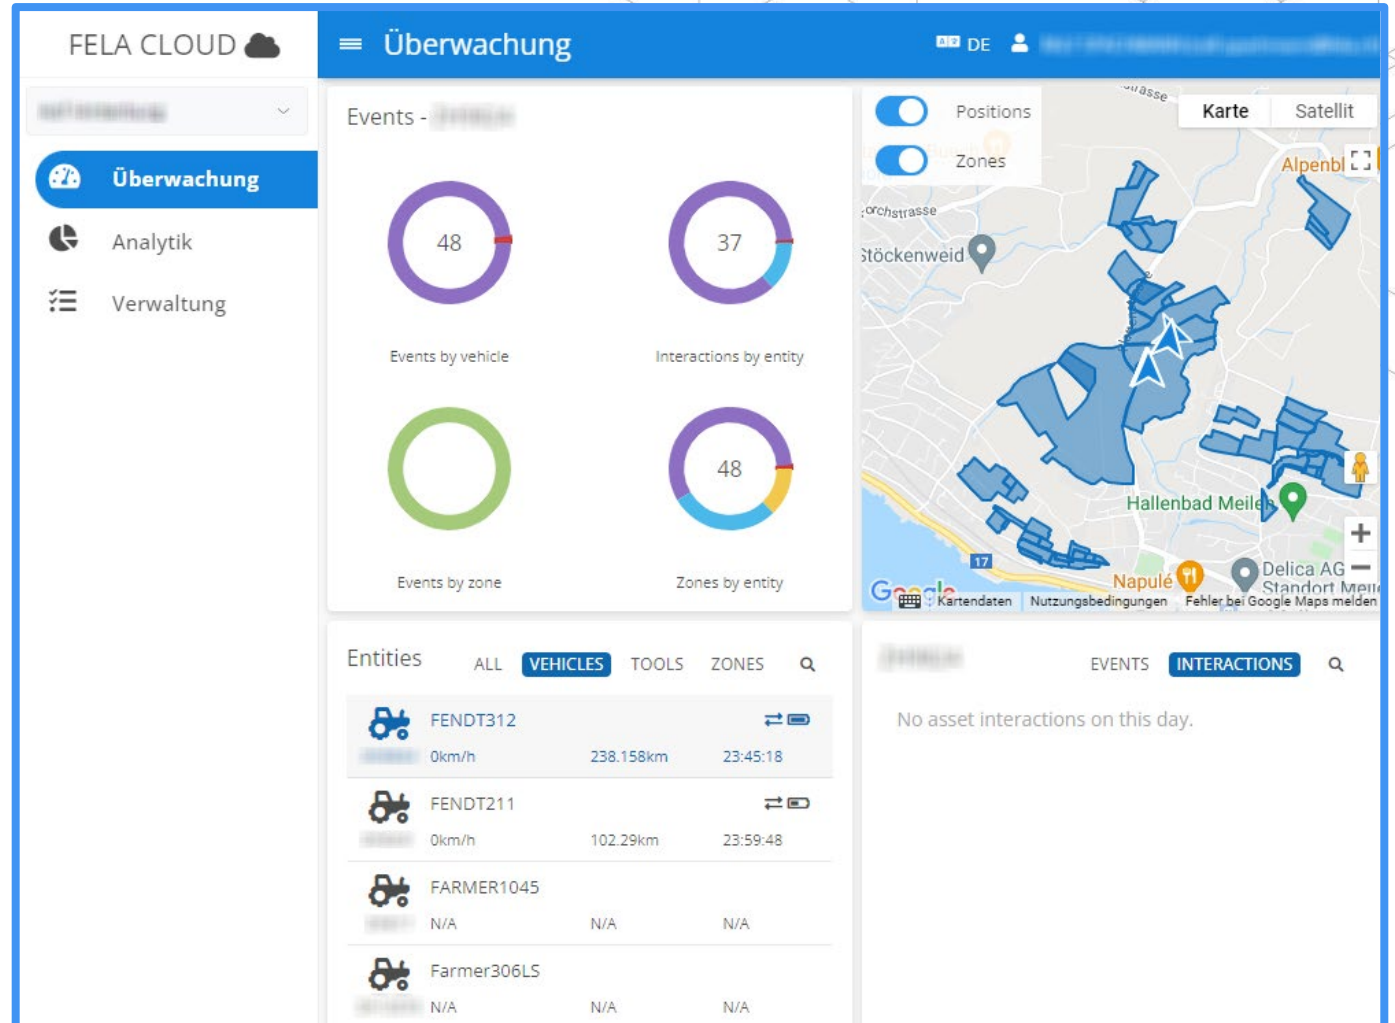 FELA CLOUD
Überwachung
DE
Überwachung
Analytik
Verwaltung
Events -
48
Events by vehicle
37
Interactions by entity
Events by zone
48
Zones by entity
Positions
Zones
Karte
Satellit
Alpenbl
Stöckenweid
Hallenbad Meilen
17
Napulé
Delica AG
Standort Meile
Google
Kartendaten
Nutzungsbedingungen
Fehler bei Google Maps melden
Entities
ALL
VEHICLES
TOOLS
ZONES
FENDT312
0km/h
238.158km
23:45:18
FENDT211
0km/h
102.29km
23:59:48
FARMER1045
N/A
N/A
N/A
Farmer306LS
N/A
N/A
N/A
EVENTS
INTERACTIONS
No asset interactions on this day.